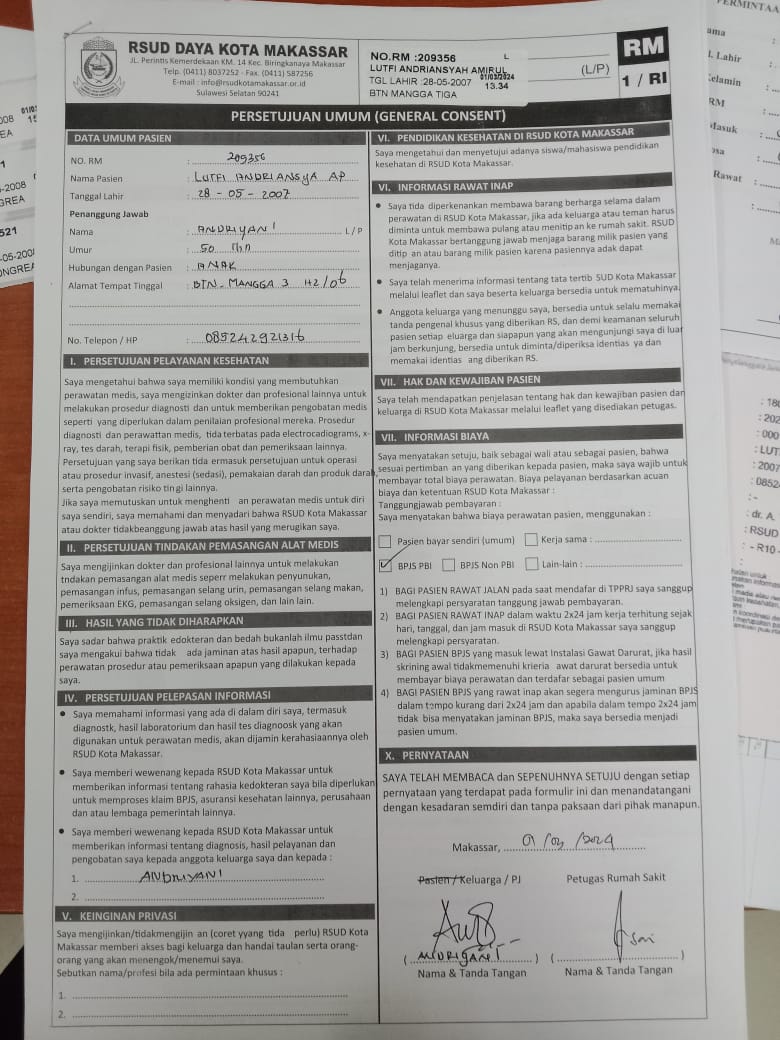 RSUD DAYA KOTA MAKASSAR
JL. Perintis Kemerdekaan KM. 14 Kec. Biringkanaya Makassar
Telp. (0411) 8037252 - Fax. (0411) 587256
E-mail : info@rsudkotamakassar.or.id
Sulawesi Selatan 90241
NO.RM :209356 L
LUTFI ANDRIANSYAH AMIRUL
TGL LAHIR :28-05-2007 01/03/2024
13.34
BTN MANGGA TIGA
(L/P)
RM
1 / RI
PERSETUJUAN UMUM (GENERAL CONSENT)
DATA UMUM PASIEN
NO. RM : 209356
Nama Pasien : LUTFI ANDRIANSYA AP
Tanggal Lahir : 28 - 05 - 2007
Penanggung Jawab
Nama : ANDRIYANI L / P
Umur : 50 thn
Hubungan dengan Pasien : ANAK
Alamat Tempat Tinggal : BTN. MANGGA 3 H2/06
No. Telepon / HP : 085242921316
I. PERSETUJUAN PELAYANAN KESEHATAN
Saya mengetahui bahwa saya memiliki kondisi yang membutuhkan
perawatan medis, saya mengizinkan dokter dan profesional lainnya untuk
melakukan prosedur diagnosti dan untuk memberikan pengobatan medis
seperti yang diperlukan dalam penilaian profesional mereka. Prosedur
diagnosti dan perawattan medis, tida terbatas pada electrocadiograms, x-
ray, tes darah, terapi fisik, pemberian obat dan pemeriksaan lainnya.
Persetujuan yang saya berikan tida ermasuk persetujuan untuk operasi
atau prosedur invasif, anestesi (sedasi), pemakaian darah dan produk darah,
serta pengobatan risiko tin gi lainnya.
Jika saya memutuskan untuk menghenti an perawatan medis untuk diri
saya sendiri, saya memahami dan menyadari bahwa RSUD Kota Makassar
atau dokter tidakbeanggung jawab atas hasil yang merugikan saya.
II. PERSETUJUAN TINDAKAN PEMASANGAN ALAT MEDIS
Saya mengijinkan dokter dan profesional lainnya untuk melakukan
tndakan pemasangan alat medis seperr melakukan penyunukan,
pemasangan infus, pemasangan selang urin, pemasangan selang makan,
pemeriksaan EKG, pemasangan selang oksigen, dan lain lain.
III. HASIL YANG TIDAK DIHARAPKAN
Saya sadar bahwa praktik edokteran dan bedah bukanlah ilmu passtdan
saya mengakui bahwa tidak ada jaminan atas hasil apapun, terhadap
perawatan prosedur atau pemeriksaan apapun yang dilakukan kepada
saya.
IV. PERSETUJUAN PELEPASAN INFORMASI
Saya memahami informasi yang ada di dalam diri saya, termasuk
diagnostk, hasil laboratorium dan hasil tes diagnoosk yang akan
digunakan untuk perawatan medis, akan dijamin kerahasiaannya oleh
RSUD Kota Makassar.
Saya memberi wewenang kepada RSUD Kota Makassar untuk
memberikan informasi tentang rahasia kedokteran saya bila diperlukan
untuk memproses klaim BPJS, asuransi kesehatan lainnya, perusahaan
dan atau lembaga pemerintah lainnya.
Saya memberi wewenang kepada RSUD Kota Makassar untuk
memberikan informasi tentang diagnosis, hasil pelayanan dan
pengobatan saya kepada anggota keluarga saya dan kepada :
1. ANDRIYANI
2.
V. KEINGINAN PRIVASI
Saya mengijinkan/tidakmengijin an (coret yyang tida perlu) RSUD Kota
Makassar memberi akses bagi keluarga dan handai taulan serta orang-
orang yang akan menengok/menemui saya.
Sebutkan nama/profesi bila ada permintaan khusus :
1.
2.
VI. PENDIDIKAN KESEHATAN DI RSUD KOTA MAKASSAR
Saya mengetahui dan menyetujui adanya siswa/mahasiswa pendidikan
kesehatan di RSUD Kota Makassar.
VI. INFORMASI RAWAT INAP
Saya tida diperkenankan membawa barang berharga selama dalam
perawatan di RSUD Kota Makassar, jika ada keluarga atau teman harus
diminta untuk membawa pulang atau menitip an ke rumah sakit. RSUD
Kota Makassar bertanggung jawab menjaga barang milik pasien yang
ditip an atau barang milik pasien karena pasiennya adak dapat
menjaganya.
Saya telah menerima informasi tentang tata tertib SUD Kota Makassar
melalui leaflet dan saya beserta keluarga bersedia untuk mematuhinya.
Anggota keluarga yang menunggu saya, bersedia untuk selalu memakai
tanda pengenal khusus yang diberikan RS, dan demi keamanan seluruh
pasien setiap eluarga dan siapapun yang akan mengunjungi saya di luar
jam berkunjung, bersedia untuk diminta/diperiksa identias ya dan
memakai identias ang diberikan RS.
VII. HAK DAN KEWAJIBAN PASIEN
Saya telah mendapatkan penjelasan tentang hak dan kewajiban pasien dan
keluarga di RSUD Kota Makassar melalui leaflet yang disediakan petugas.
VII. INFORMASI BIAYA
Saya menyatakan setuju, baik sebagai wali atau sebagai pasien, bahwa
sesuai pertimban an yang diberikan kepada pasien, maka saya wajib untuk
membayar total biaya perawatan. Biaya pelayanan berdasarkan acuan
biaya dan ketentuan RSUD Kota Makassar :
Tanggungjawab pembayaran :
Saya menyatakan bahwa biaya perawatan pasien, menggunakan :
Pasien bayar sendiri (umum) Kerja sama :
BPJS PBI BPJS Non PBI Lain-lain :
1) BAGI PASIEN RAWAT JALAN pada saat mendafar di TPPRJ saya sanggup
melengkapi persyaratan tanggung jawab pembayaran.
2) BAGI PASIEN RAWAT INAP dalam waktu 2x24 jam kerja terhitung sejak
hari, tanggal, dan jam masuk di RSUD Kota Makassar saya sanggup
melengkapi persyaratan.
3) BAGI PASIEN BPJS yang masuk lewat Instalasi Gawat Darurat, jika hasil
skrining awal tidakmemenuhi krieria awat darurat bersedia untuk
membayar biaya perawatan dan terdafar sebagai pasien umum
4) BAGI PASIEN BPJS yang rawat inap akan segera mengurus jaminan BPJS
dalam tempo kurang dari 2x24 jam dan apabila dalam tempo 2x24 jam
tidak bisa menyatakan jaminan BPJS, maka saya bersedia menjadi
pasien umum.
X. PERNYATAAN
SAYA TELAH MEMBACA dan SEPENUHNYA SETUJU dengan setiap
pernyataan yang terdapat pada formulir ini dan menandatangani
dengan kesadaran semdiri dan tanpa paksaan dari pihak manapun.
Makassar, 01/03/2024
Pasien / Keluarga / PJ Petugas Rumah Sakit
( ANDRIYANI ) ( )
Nama & Tanda Tangan Nama & Tanda Tangan
PERMINTAA
ama
l. Lahir
elamin
RM
Masuk
osa
Rawat
: LUT
: 2007
: 0852
: -
: dr. A.
: RSUD
: - R10 -